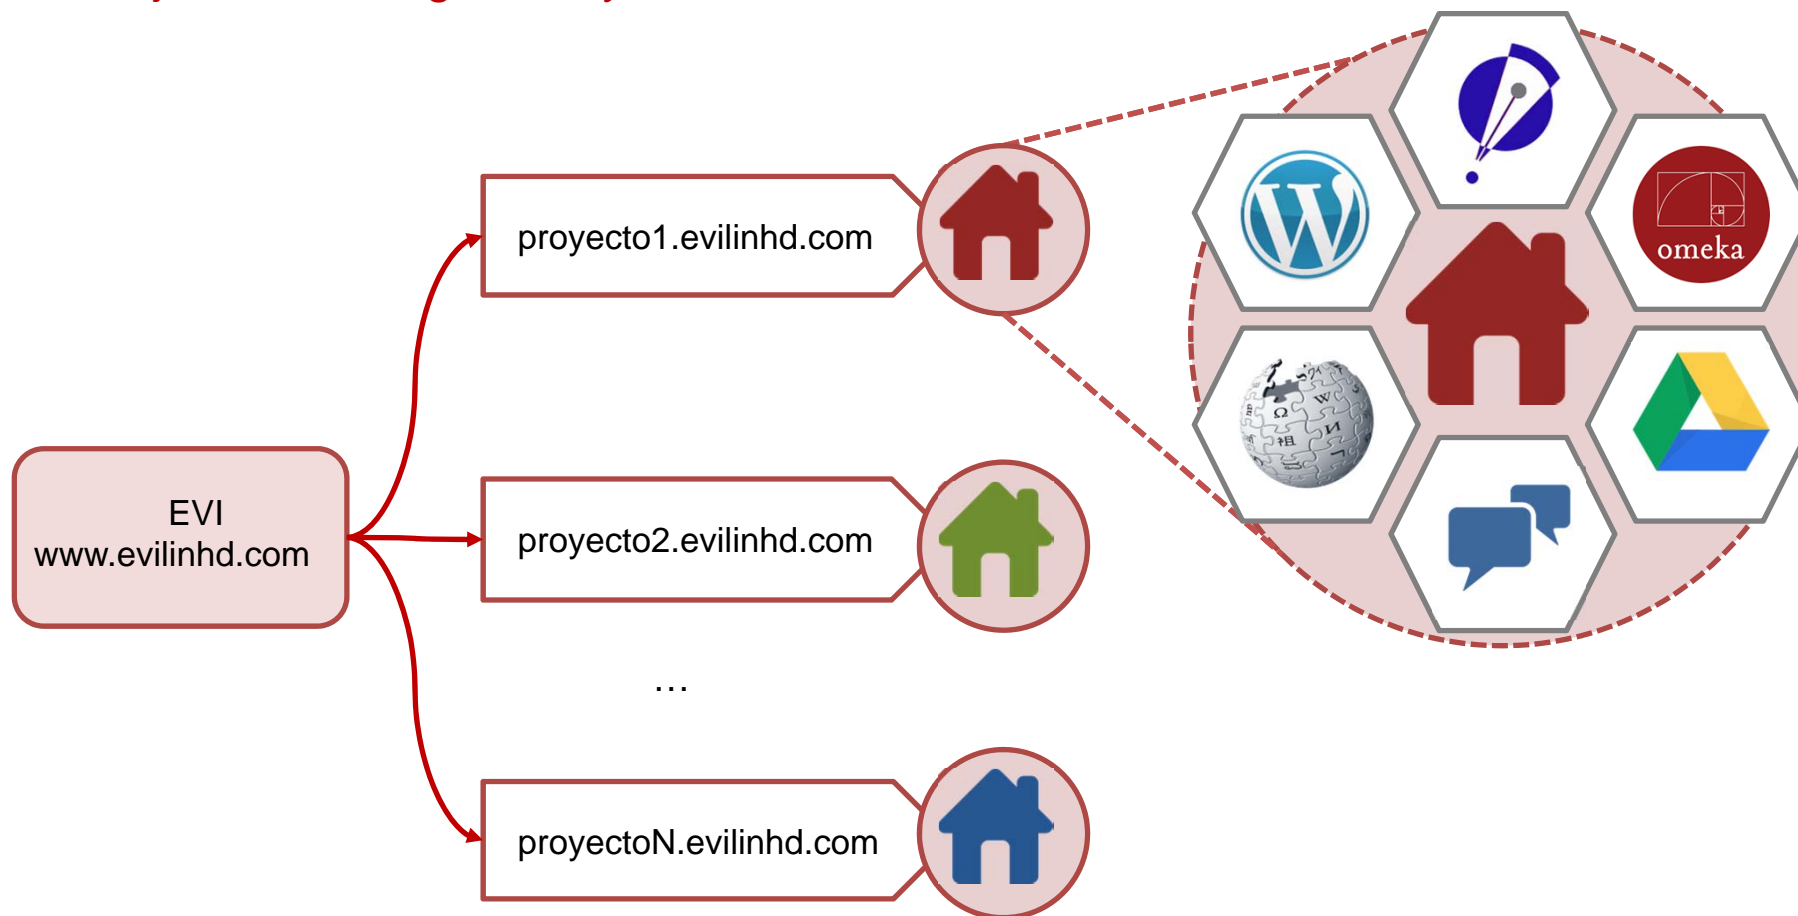 proyecto1.evilinhd.com
omeka
EVI
www.evilinhd.com
proyecto2.evilinhd.com
...
proyectoN.evilinhd.com